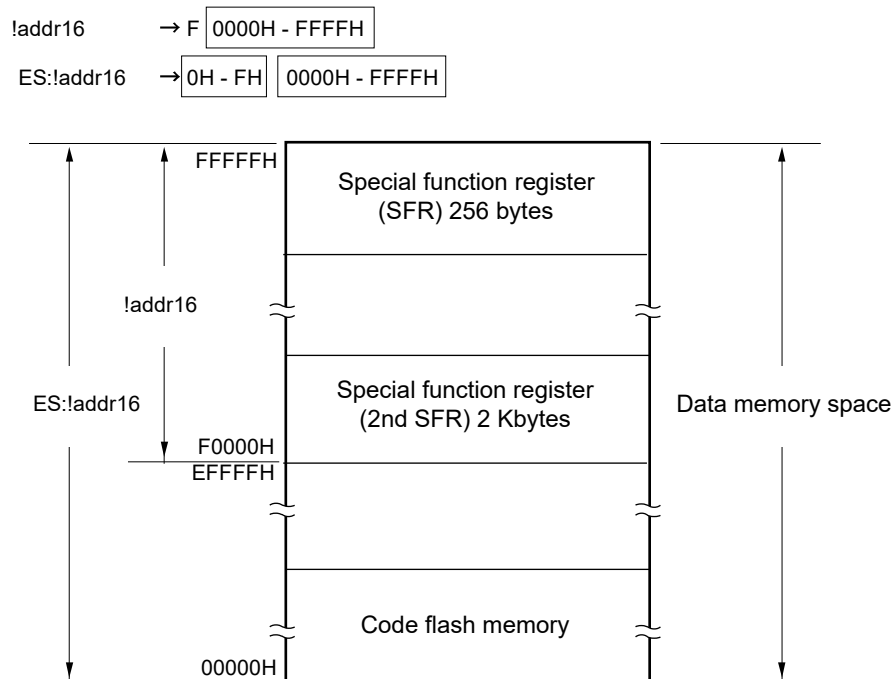 !addr16 → F 0000H - FFFFH
ES:!addr16 → 0H - FH 0000H - FFFFH
FFFFFH
Special function register
(SFR) 256 bytes
!addr16
Special function register
(2nd SFR) 2 Kbytes
ES:!addr16
Data memory space
F0000H
EFFFFH
Code flash memory
00000H